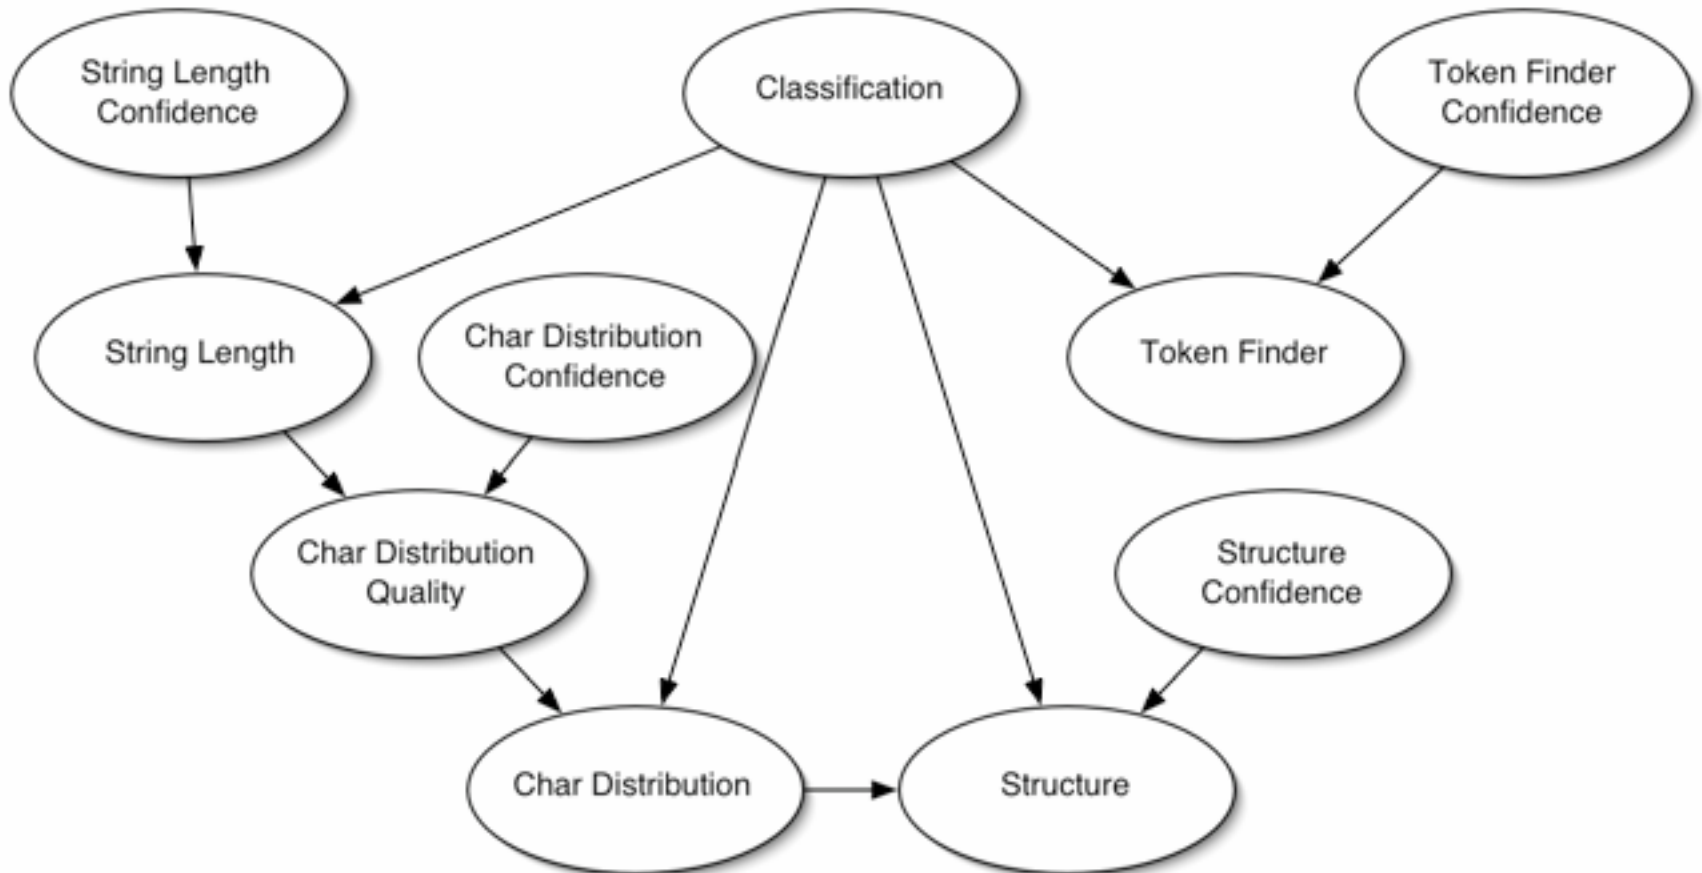 String Length
Confidence
Classification
Token Finder
Confidence
String Length
Char Distribution
Confidence
Token Finder
Char Distribution
Quality
Structure
Confidence
Char Distribution
Structure